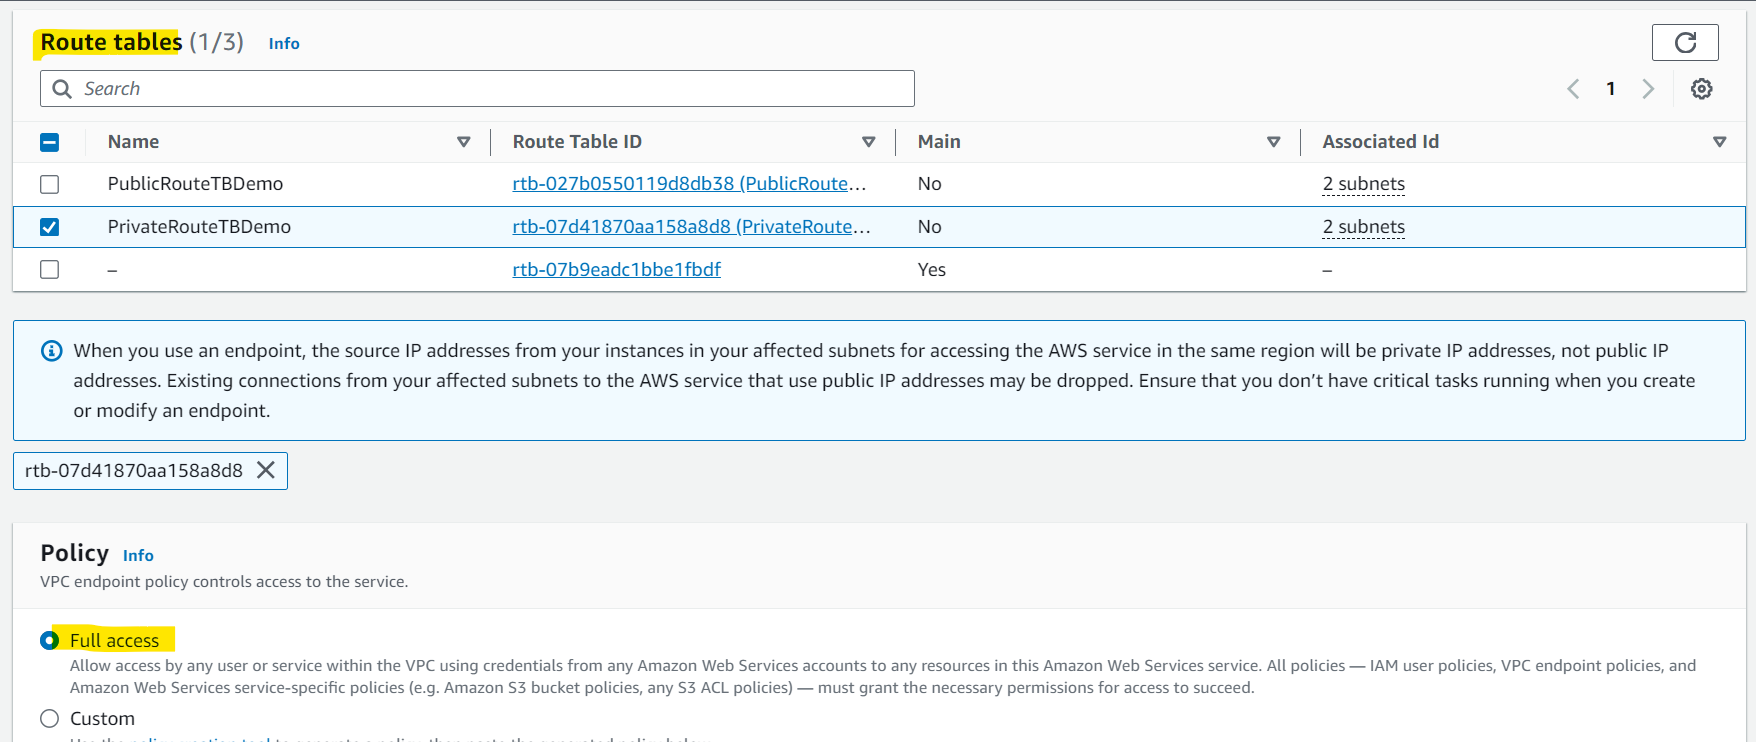 Route tables (1/3) Info
Search
1
Name Route Table ID Main Associated Id
PublicRouteTBDemo rtb-027b0550119d8db38 (PublicRoute... No 2 subnets
PrivateRouteTBDemo rtb-07d41870aa158a8d8 (PrivateRoute... No 2 subnets
– rtb-07b9eadc1bbe1fbdf Yes –
When you use an endpoint, the source IP addresses from your instances in your affected subnets for accessing the AWS service in the same region will be private IP addresses, not public IP
addresses. Existing connections from your affected subnets to the AWS service that use public IP addresses may be dropped. Ensure that you don’t have critical tasks running when you create
or modify an endpoint.
rtb-07d41870aa158a8d8
Policy Info
VPC endpoint policy controls access to the service.
Full access
Allow access by any user or service within the VPC using credentials from any Amazon Web Services accounts to any resources in this Amazon Web Services service. All policies — IAM user policies, VPC endpoint policies, and
Amazon Web Services service-specific policies (e.g. Amazon S3 bucket policies, any S3 ACL policies) — must grant the necessary permissions for access to succeed.
Custom